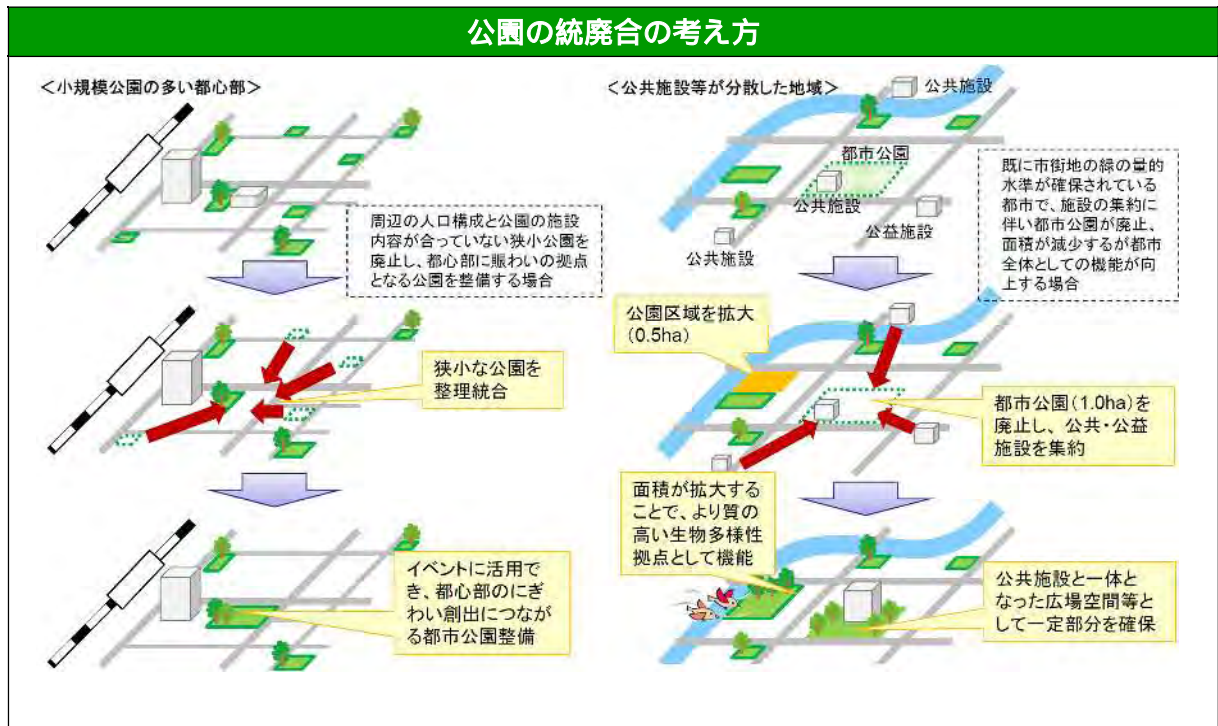 公園の統廃合の考え方
＜小規模公園の多い都心部＞
周辺の人口構成と公園の施設
内容が合っていない狭小公園を
廃止し、都心部に賑わいの拠点
となる公園を整備する場合
狭小な公園を
整理統合
イベントに活用で
き、都心部のにぎ
わい創出につなが
る都市公園整備
＜公共施設等が分散した地域＞
公共施設
都市公園
公共施設
公益施設
公共施設
既に市街地の緑の量的
水準が確保されている
都市で、施設の集約に
伴い都市公園が廃止、
面積が減少するが都市
全体としての機能が向
上する場合
公園区域を拡大
（0.5ha）
都市公園（1.0ha）を
廃止し、公共・公益
施設を集約
面積が拡大する
ことで、より質の
高い生物多様性
拠点として機能
公共施設と一体と
なった広場空間等と
して一定部分を確保